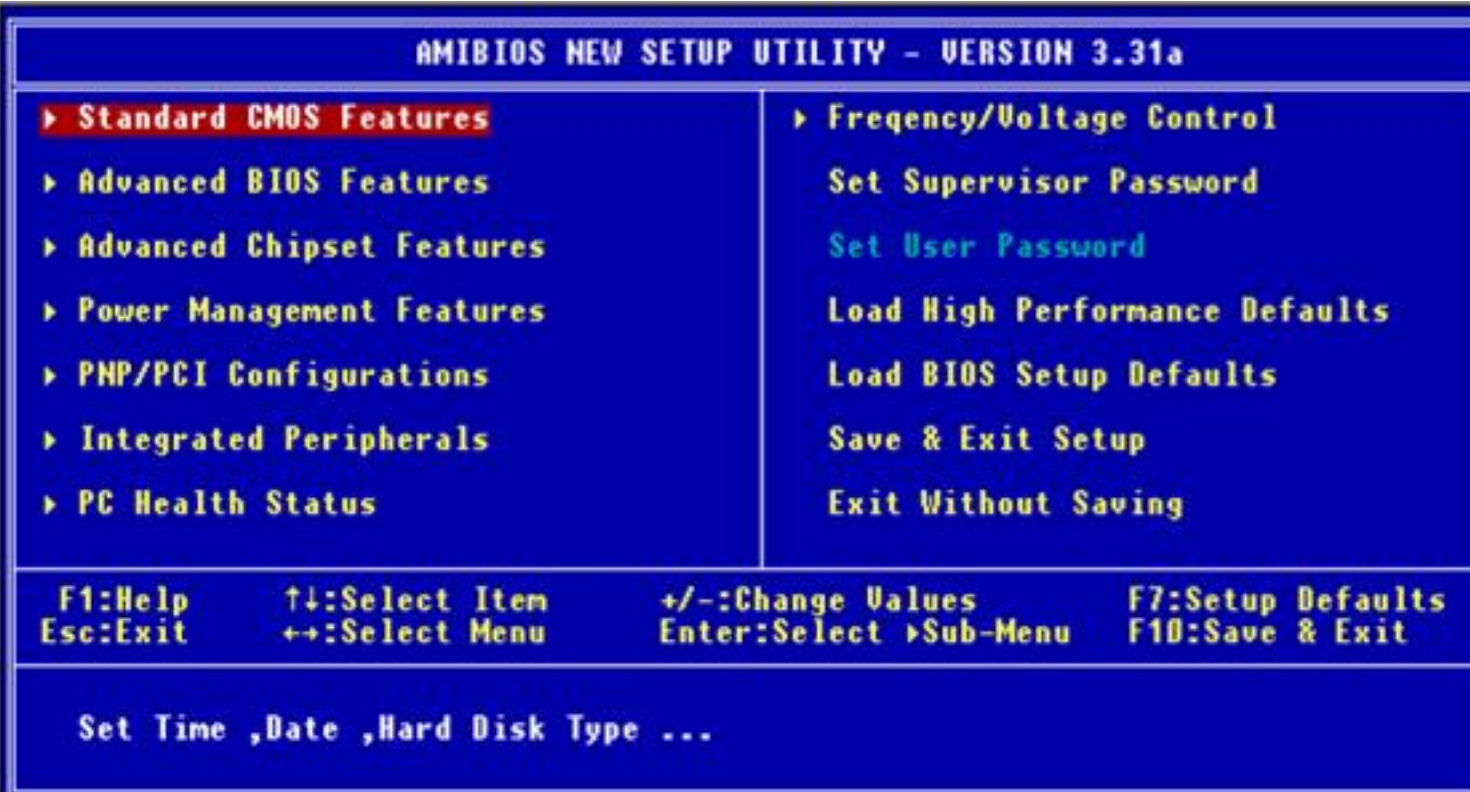 AMIBIOS NEW SETUP UTILITY - VERSION 3.31a
▸ Standard CMOS Features
▸ Advanced BIOS Features
▸ Advanced Chipset Features
▸ Power Management Features
▸ PNP/PCI Configurations
▸ Integrated Peripherals
▸ PC Health Status
▸ Freqency/Voltage Control
Set Supervisor Password
Set User Password
Load High Performance Defaults
Load BIOS Setup Defaults
Save & Exit Setup
Exit Without Saving
F1:Help ↑↓:Select Item +/-:Change Values F7:Setup Defaults
Esc:Exit ←→:Select Menu Enter:Select ▸Sub-Menu F10:Save & Exit
Set Time ,Date ,Hard Disk Type ...